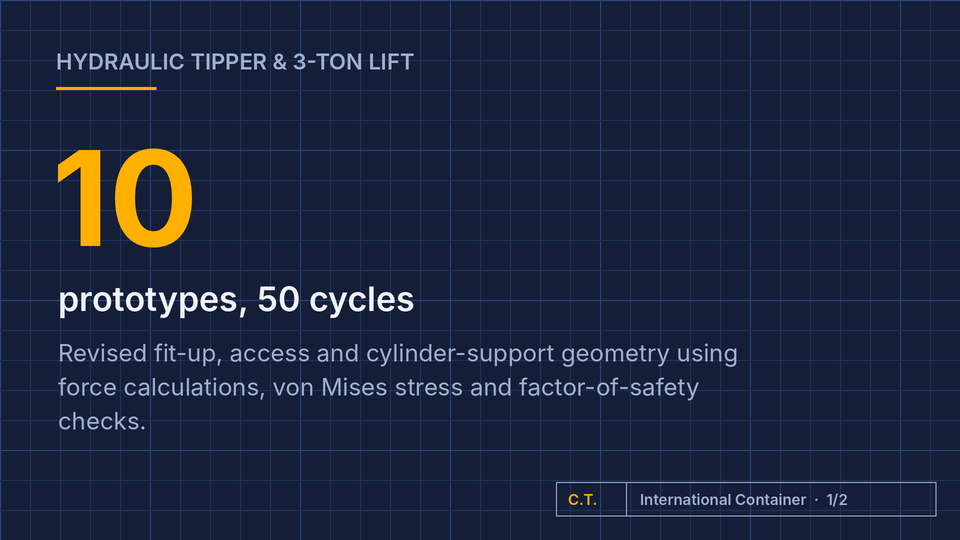 HYDRAULIC TIPPER & 3-TON LIFT
10
prototypes, 50 cycles
Revised fit-up, access and cylinder-support geometry using
force calculations, von Mises stress and factor-of-safety
checks.
C.T. International Container · 1/2